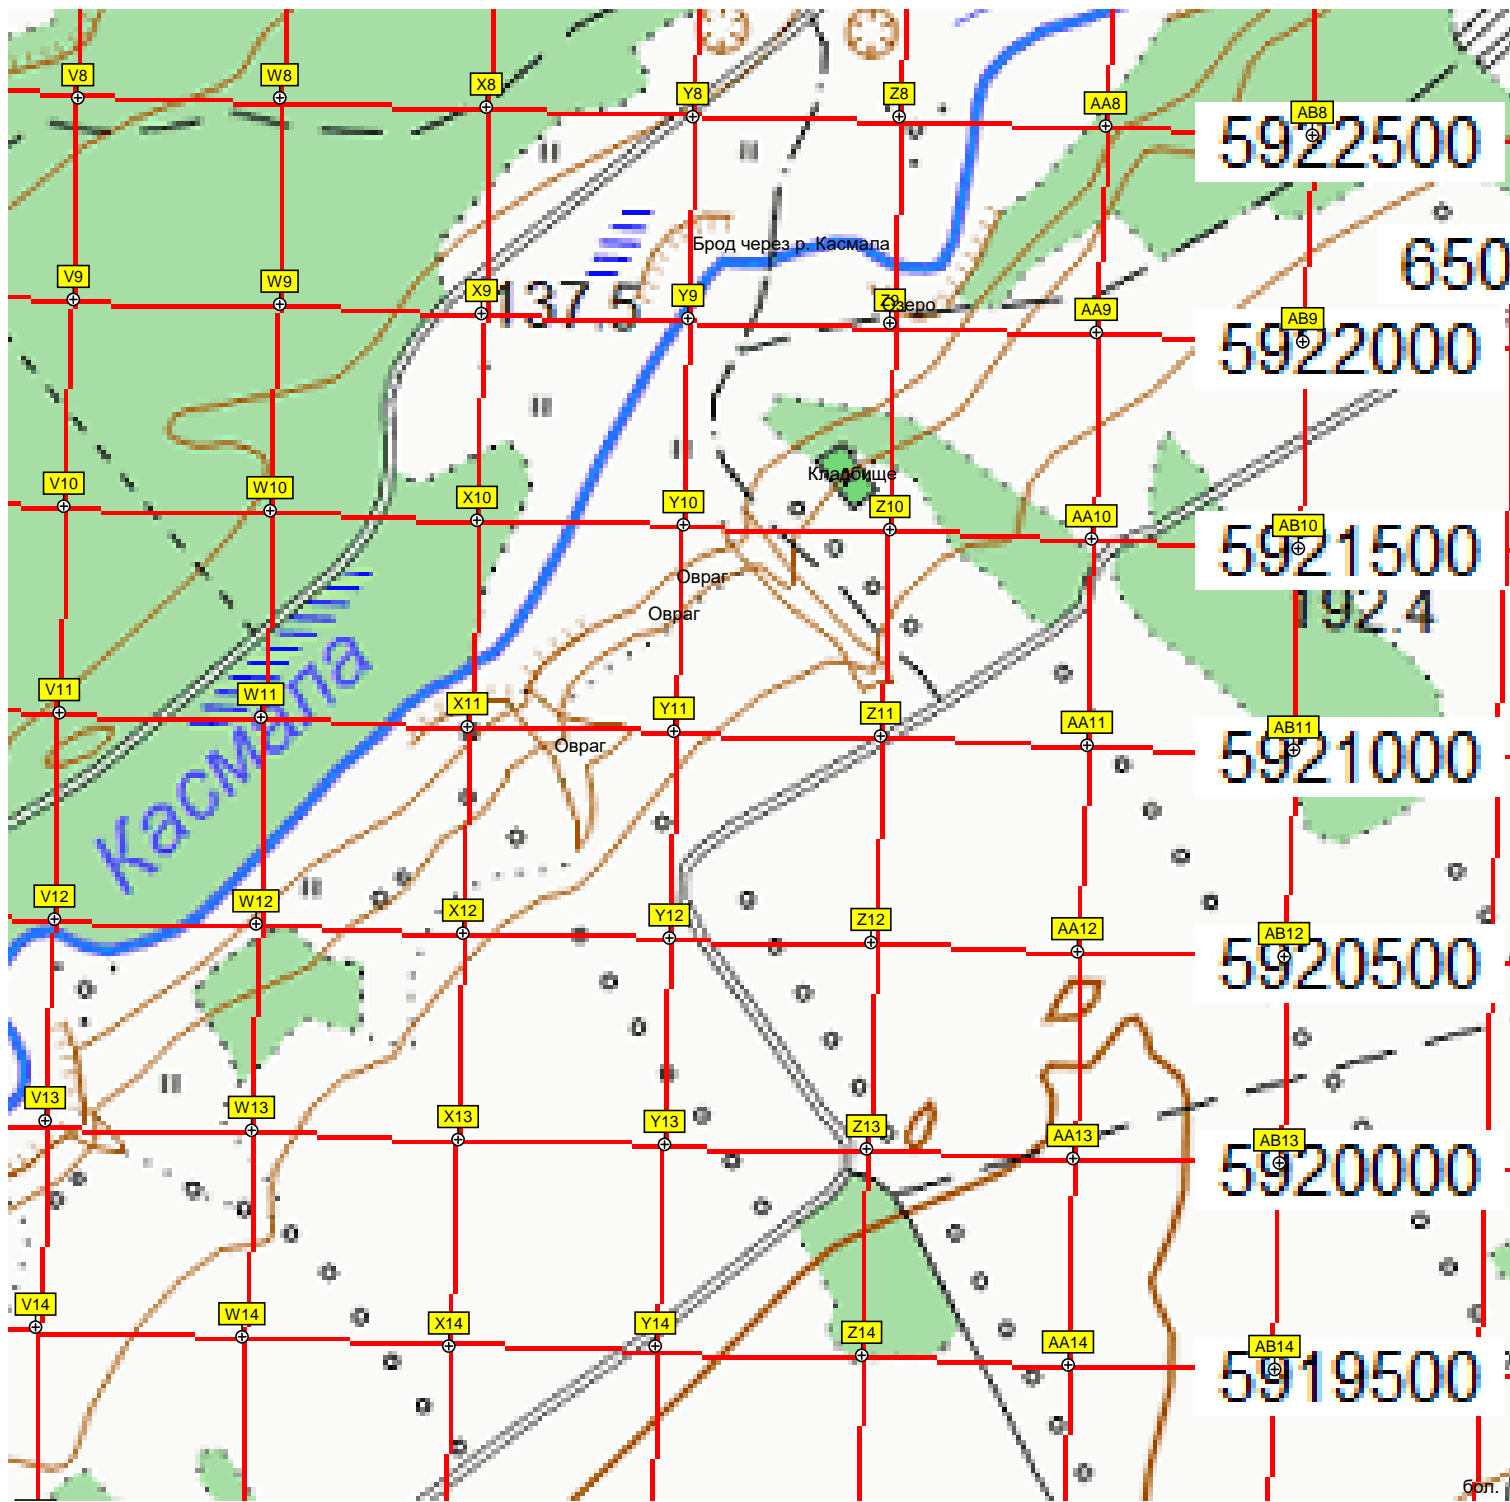 V8 W8 X8 Y8 Z8 AA8 AB8
5922500
Брод через р. Касмала
650
V9 W9 X9 Y9 Z9 AA9 AB9
Озеро
137.5
5922000
Кладбище
V10 W10 X10 Y10 Z10 AA10 AB10
5921500
Овраг
Овраг
192.4
Касмала
V11 W11 X11 Y11 Z11 AA11 AB11
Овраг
5921000
V12 W12 X12 Y12 Z12 AA12 AB12
5920500
V13 W13 X13 Y13 Z13 AA13 AB13
5920000
V14 W14 X14 Y14 Z14 AA14 AB14
5919500
бол.